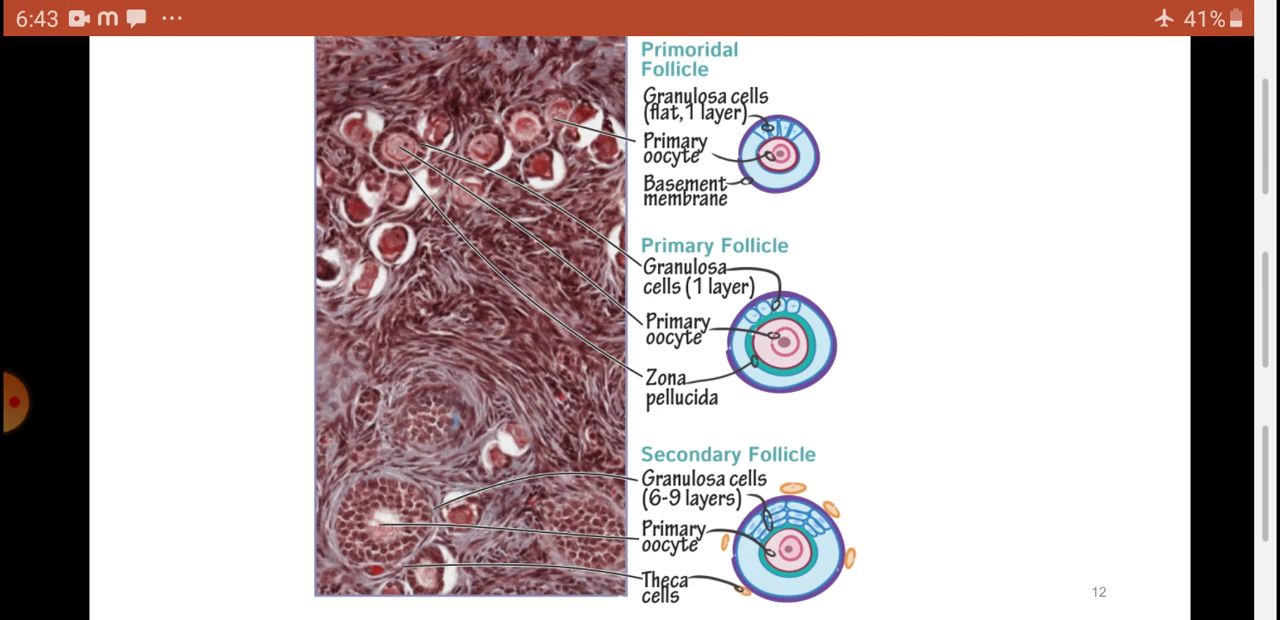 6:43 m ...
41%
Primoridal
Follicle
Granulosa cells
(flat, 1 layer)
Primary
oocyte
Basement
membrane
Primary Follicle
Granulosa
cells (1 layer)
Primary
oocyte
Zona
pellucida
Secondary Follicle
Granulosa cells
(6-9 layers)
Primary
oocyte
Theca
cells
12